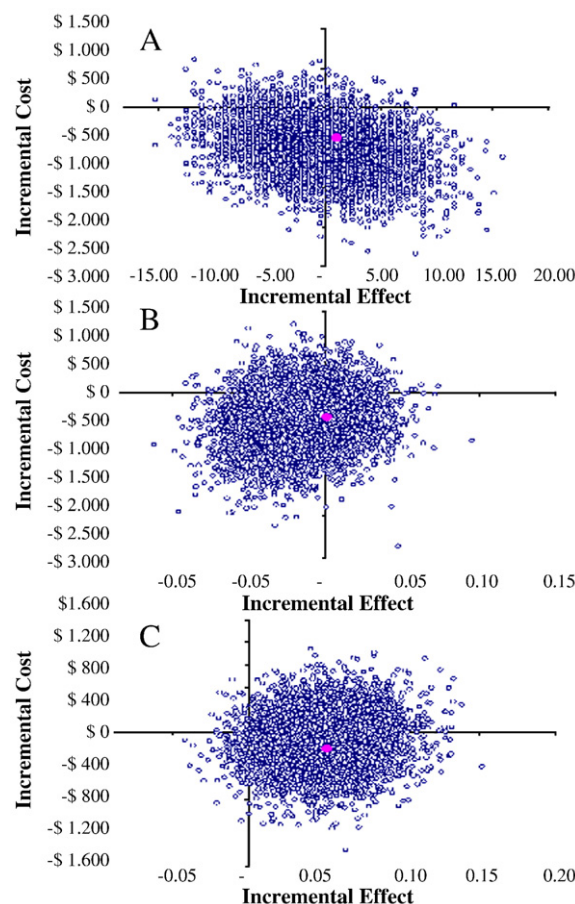 $ 1.500
A
$ 1.000
$ 500
$ 0
-$ 500
-$ 1.000
-$ 1.500
-$ 2.000
-$ 2.500
-$ 3.000
Incremental Cost
-15.00 -10.00 -5.00 - 5.00 10.00 15.00 20.00
Incremental Effect
$ 1.500
B
$ 1.000
$ 500
$ 0
-$ 500
-$ 1.000
-$ 1.500
-$ 2.000
-$ 2.500
-$ 3.000
Incremental Cost
-0.05 -0.05 - 0.05 0.10 0.15
Incremental Effect
$1.600
C
$ 1.200
$ 800
$ 400
$ 0
-$ 400
-$ 800
-$ 1.200
-$ 1.600
Incremental Cost
-0.05 - 0.05 0.10 0.15 0.20
Incremental Effect